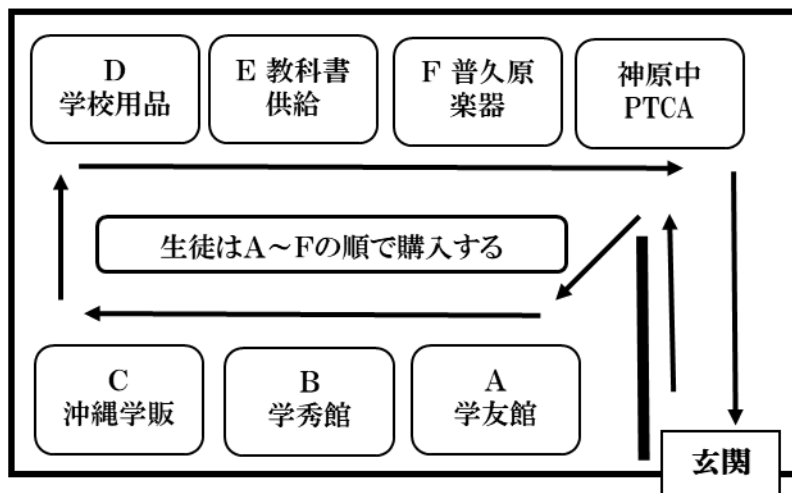 D
学校用品
E 教科書
供給
F 普久原
楽器
神原中
PTCA
生徒はA～Fの順で購入する
C
沖縄学販
B
学秀館
A
学友館
玄関